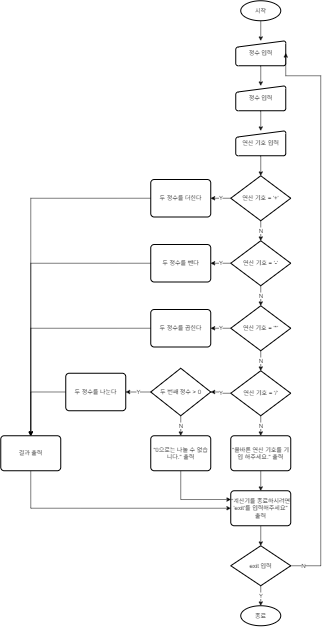 시작
정수 입력
정수 입력
연산 기호 입력
두 정수를 더한다
Y
연산 기호 = '+'
N
두 정수를 뺀다
Y
연산 기호 = '-'
N
두 정수를 곱한다
Y
연산 기호 = '*'
N
두 정수를 나눈다
Y
두 번째 정수 > 0
Y
연산 기호 = '/'
N
N
결과 출력
"0으로는 나눌 수 없습
니다." 출력
"올바른 연산 기호를 기
입 해주세요." 출력
"계산기를 종료하시려면
'exit'를 입력해주세요"
출력
exit 입력
N
Y
종료